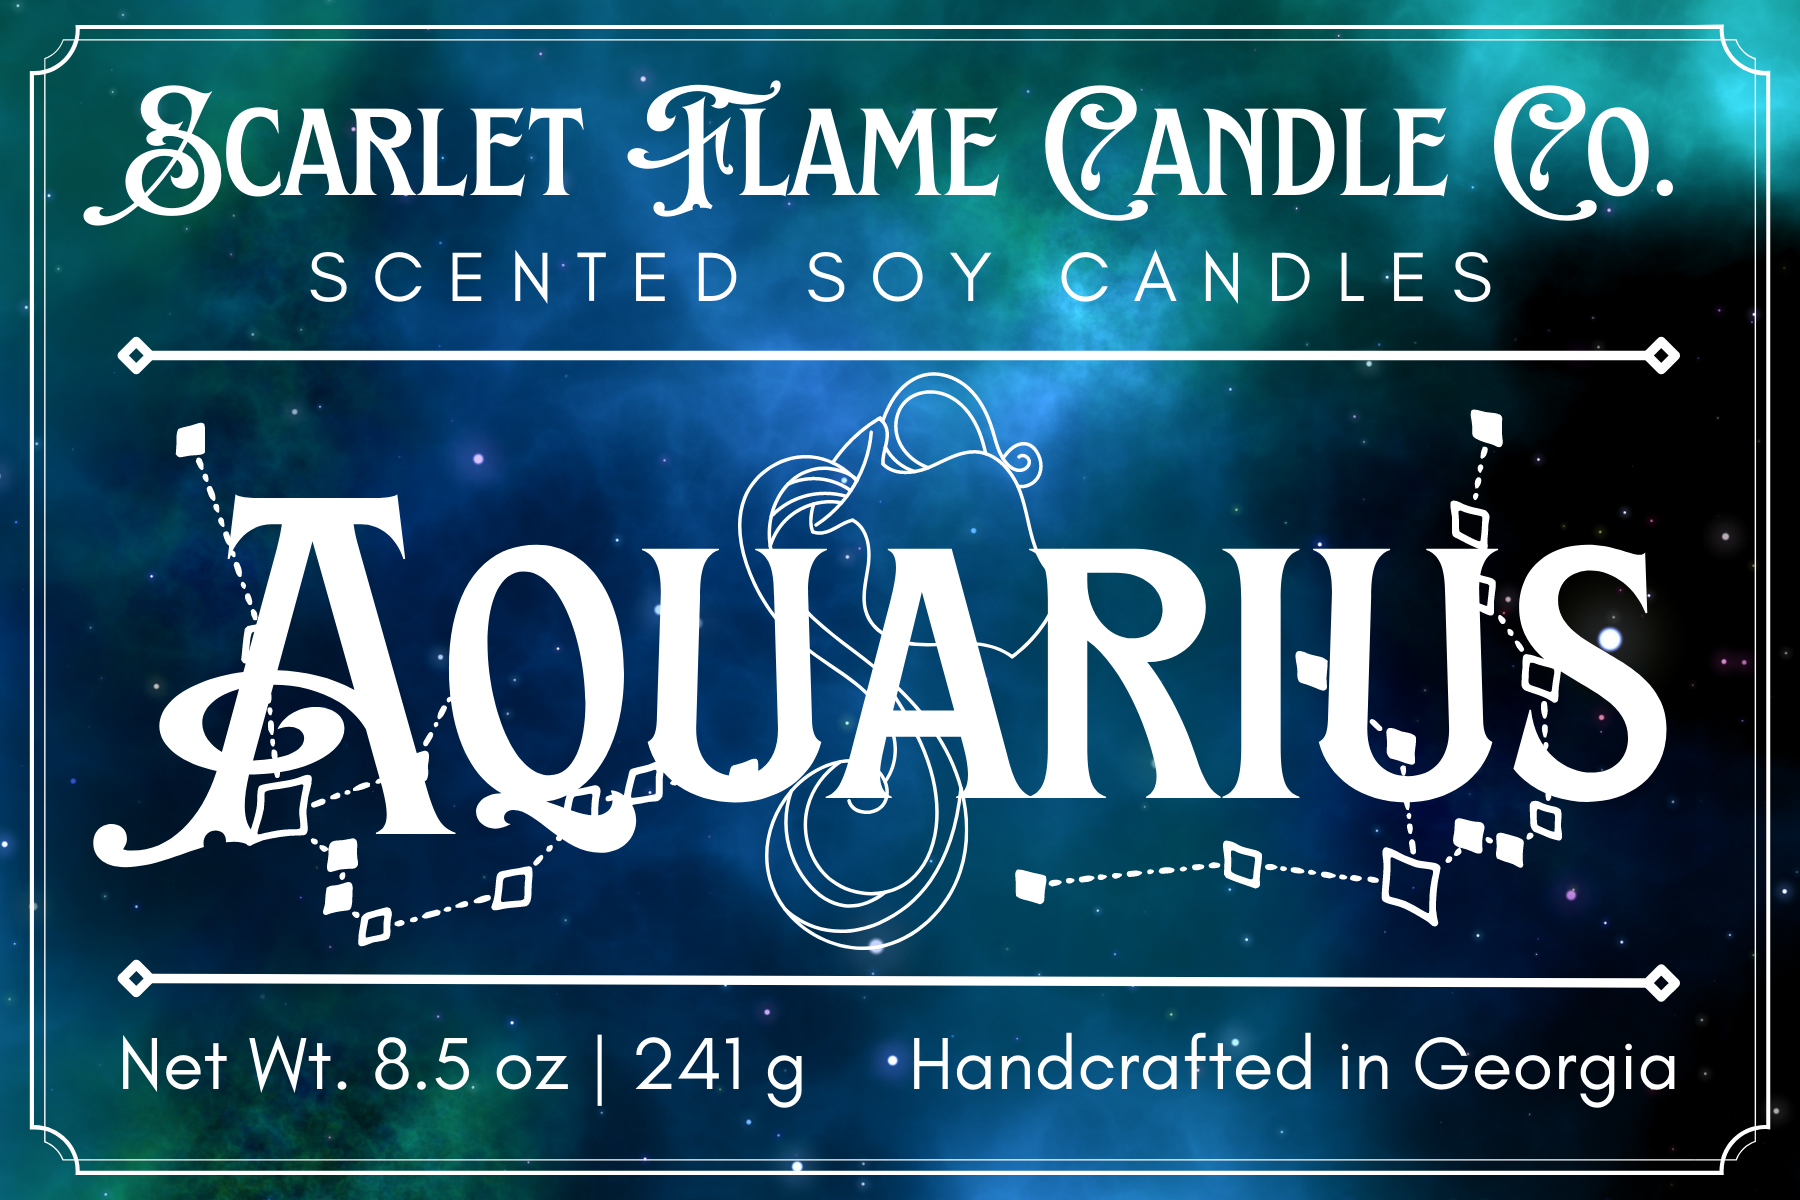 Scarlet Flame Candle Co.
SCENTED SOY CANDLES
Aquarius
Net Wt. 8.5 oz | 241 g Handcrafted in Georgia